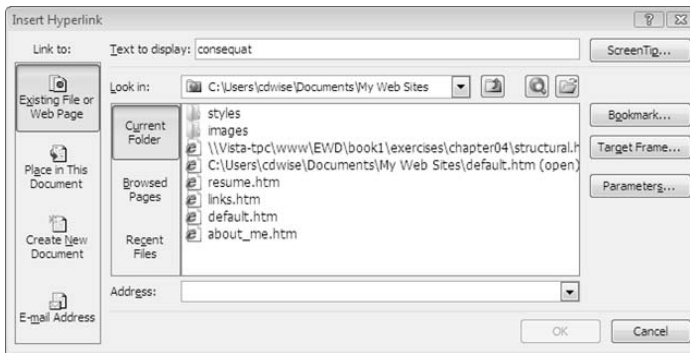 Insert Hyperlink
Link to:
Text to display: consequat
ScreenTip...
Existing File or
Web Page
Look in: C:\Users\cdwise\Documents\My Web Sites
Current
Folder
styles
images
\\Vista-tpc\www\EWD\book1\exercises\chapter04\structural.h
C:\Users\cdwise\Documents\My Web Sites\default.htm (open)
resume.htm
links.htm
default.htm
about_me.htm
Bookmark...
Target Frame...
Parameters...
Place in This
Document
Browsed
Pages
Create New
Document
Recent
Files
E-mail Address
Address:
OK
Cancel